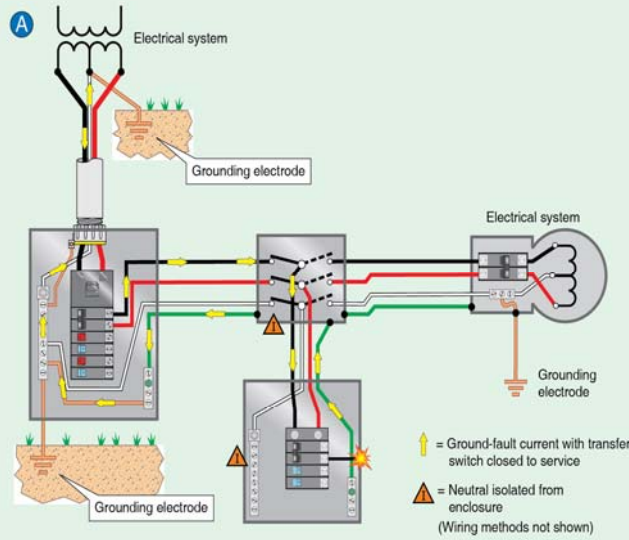 A
Electrical system
Grounding electrode
Electrical system
Grounding
electrode
= Ground-fault current with transfer
switch closed to service
= Neutral isolated from
enclosure
(Wiring methods not shown)
Grounding electrode